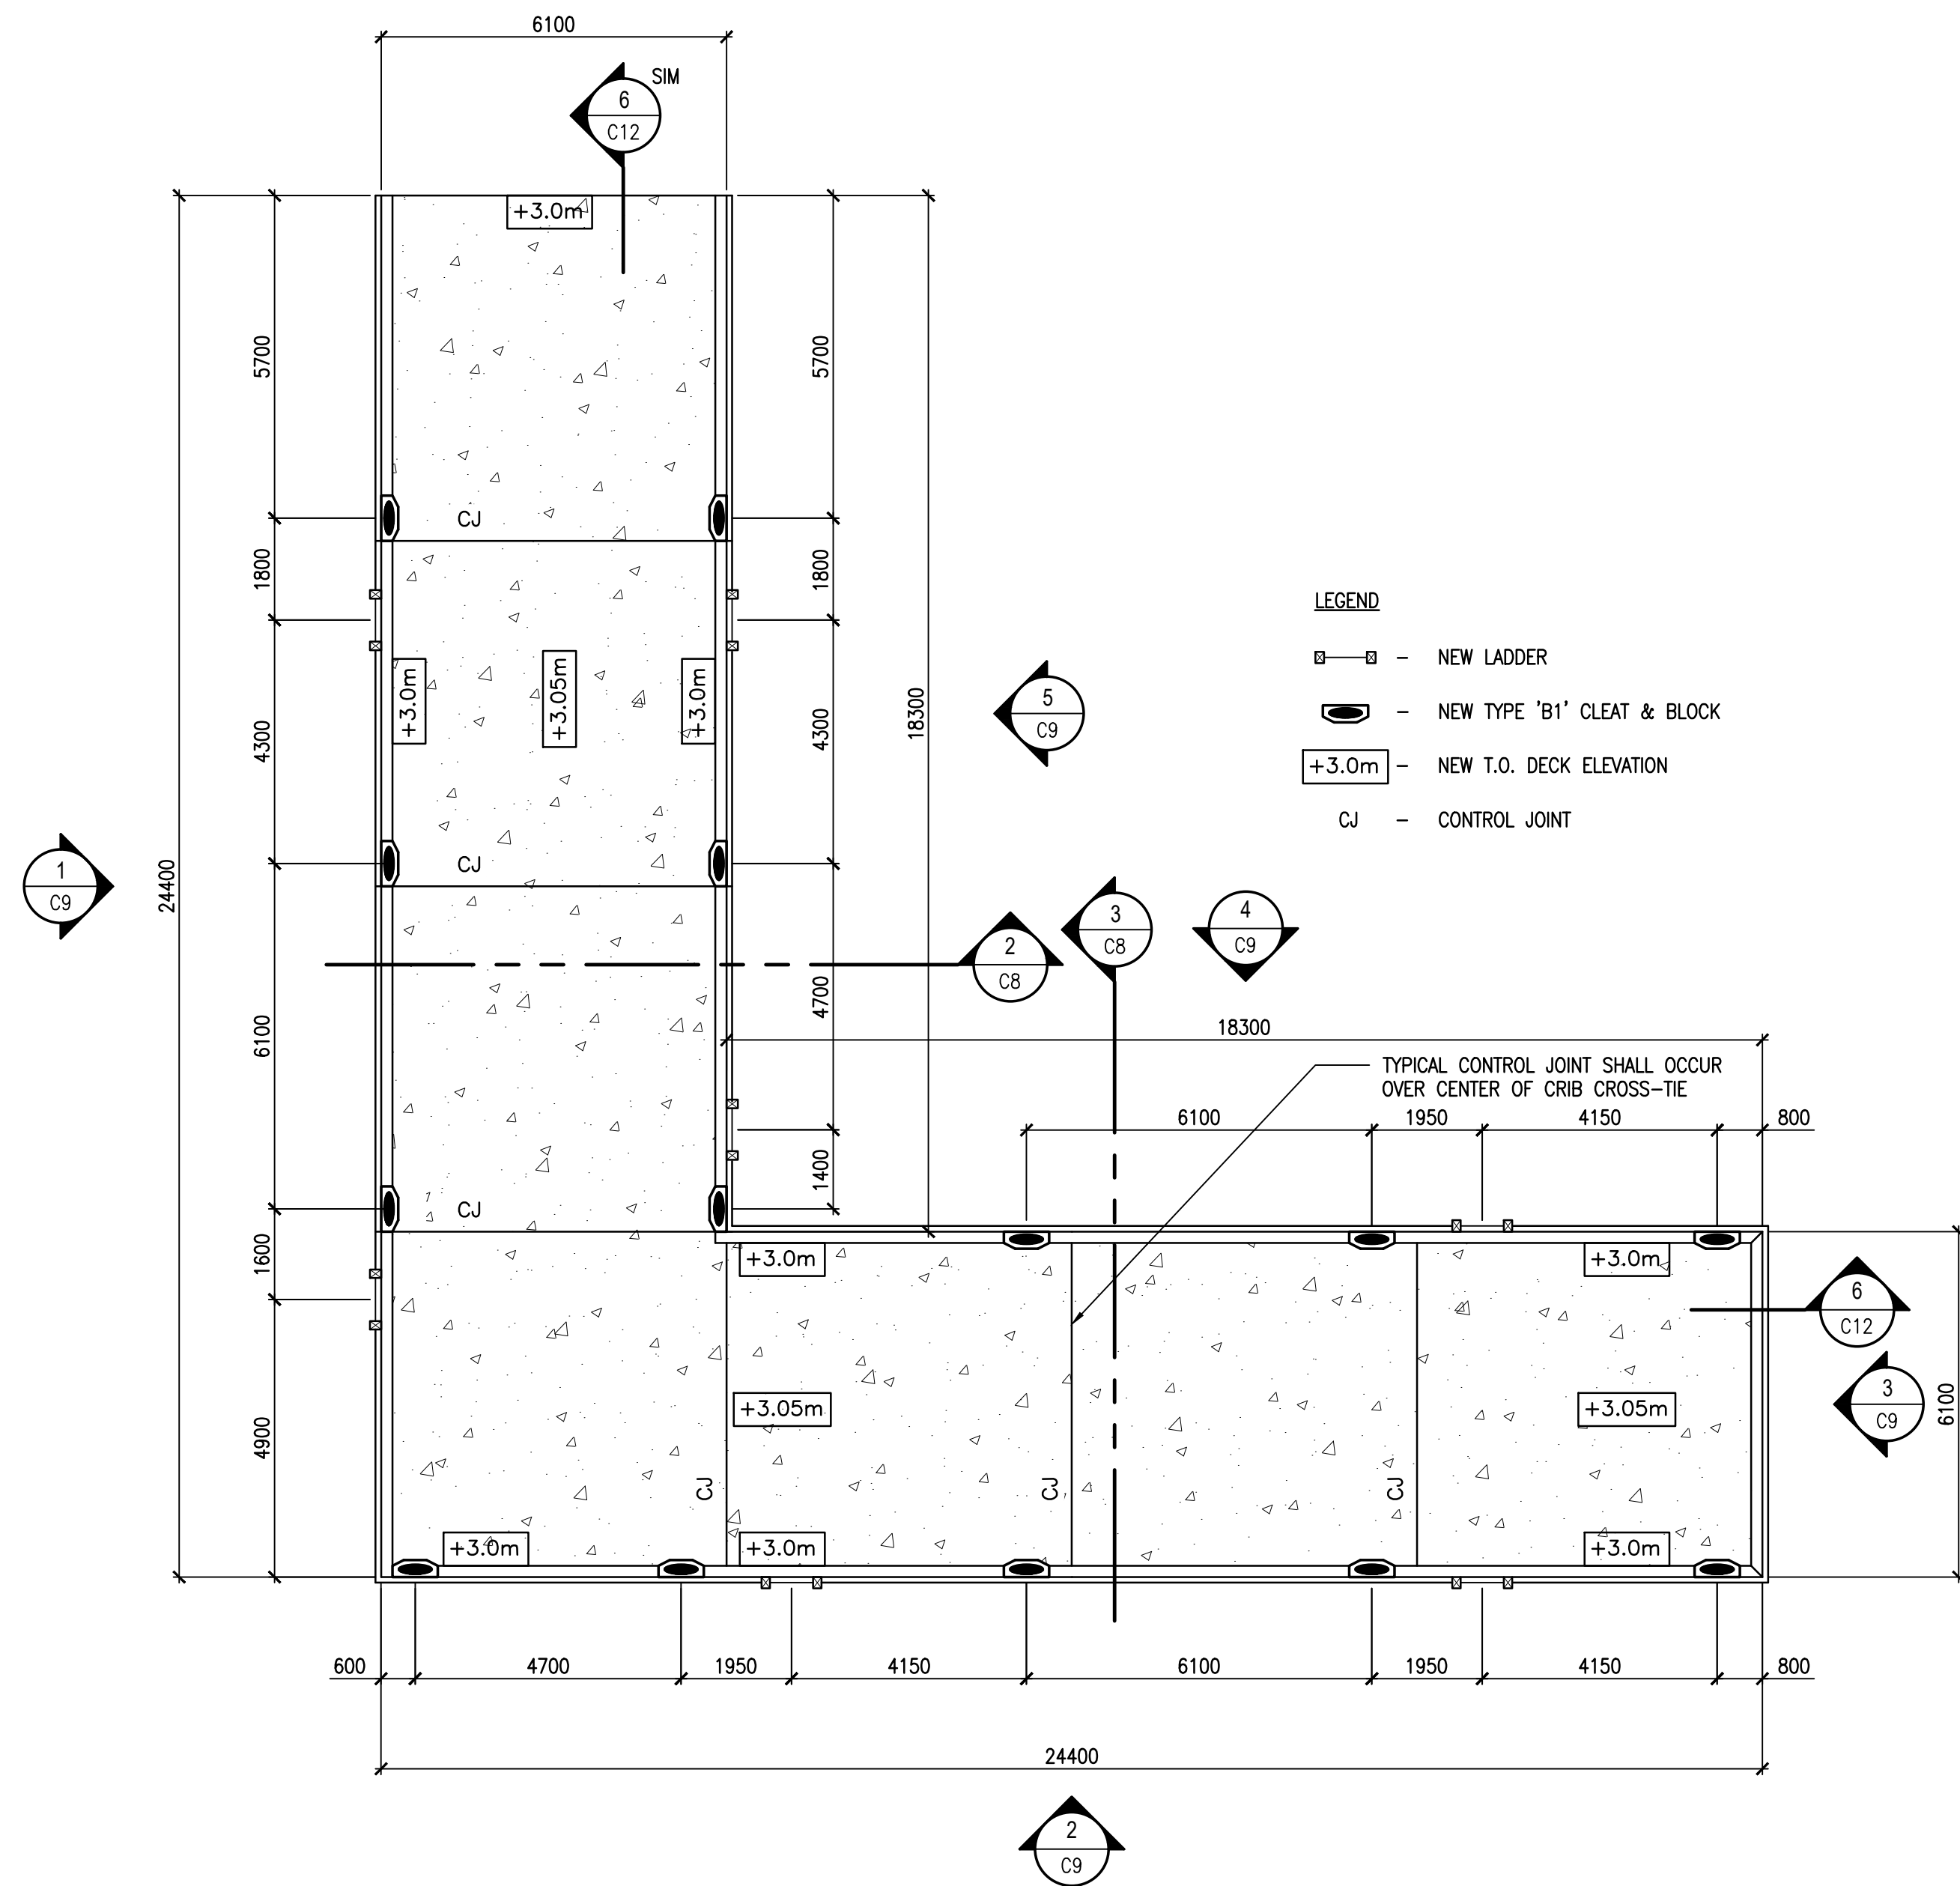 6100
SIM
6
C12
+3.0m
5700
5700
CJ
1800
1800
+3.0m
+3.05m
+3.0m
4300
4300
18300
5
C9
LEGEND
– NEW LADDER
– NEW TYPE 'B1' CLEAT & BLOCK
+3.0m – NEW T.O. DECK ELEVATION
CJ – CONTROL JOINT
CJ
1
C9
24400
2
C8
3
C8
4
C9
6100
4700
18300
TYPICAL CONTROL JOINT SHALL OCCUR
OVER CENTER OF CRIB CROSS-TIE
6100
1950
4150
800
1400
CJ
1600
+3.0m
+3.0m
6
C12
4900
+3.05m
+3.05m
3
C9
6100
CJ
CJ
CJ
+3.0m
+3.0m
+3.0m
600
4700
1950
4150
6100
1950
4150
800
24400
2
C9